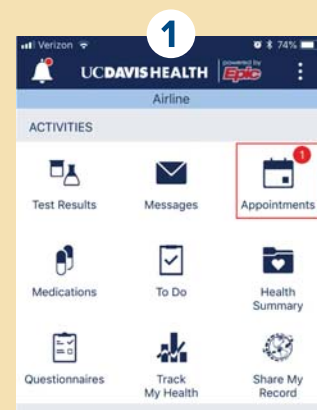 1
Verizon
74%
UCDAVIS HEALTH
powered by
Epic
Airline
ACTIVITIES
1
Test Results
Messages
Appointments
Medications
To Do
Health
Summary
Questionnaires
Track
My Health
Share My
Record